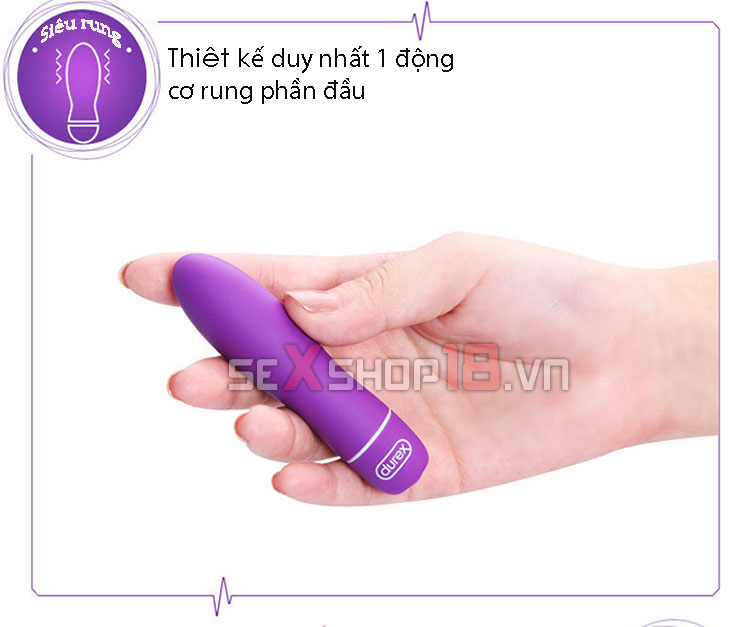 Siêu rung
Thiêt kế duy nhất 1 động
cơ rung phần đầu
seXshop18.vn
durex